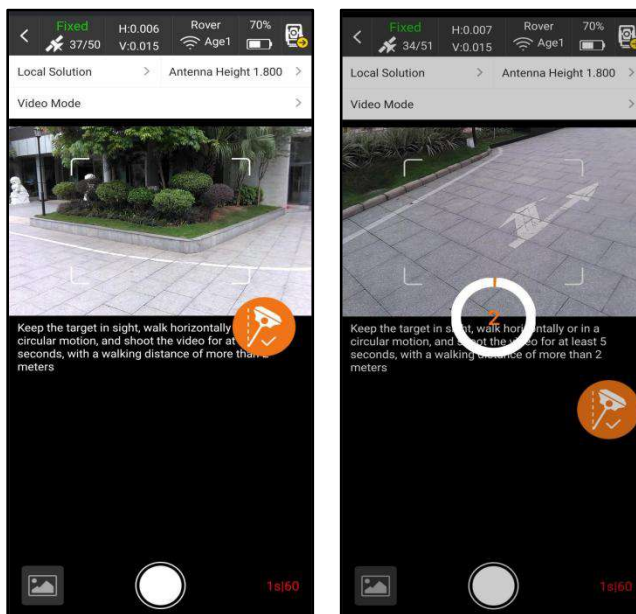 Fixed
37/50
H:0.006
V:0.015
Rover
Age1
70%
Local Solution
Antenna Height 1.800
Video Mode
Keep the target in sight, walk horizontally
circular motion, and shoot the video for at
seconds, with a walking distance of more than 2
meters
1s|60
Fixed
34/51
H:0.007
V:0.015
Rover
Age1
70%
Local Solution
Antenna Height 1.800
Video Mode
2
Keep the target in sight, walk horizontally or in a
circular motion, and shoot the video for at least 5
seconds, with a walking distance of more than 2
meters
1s|60